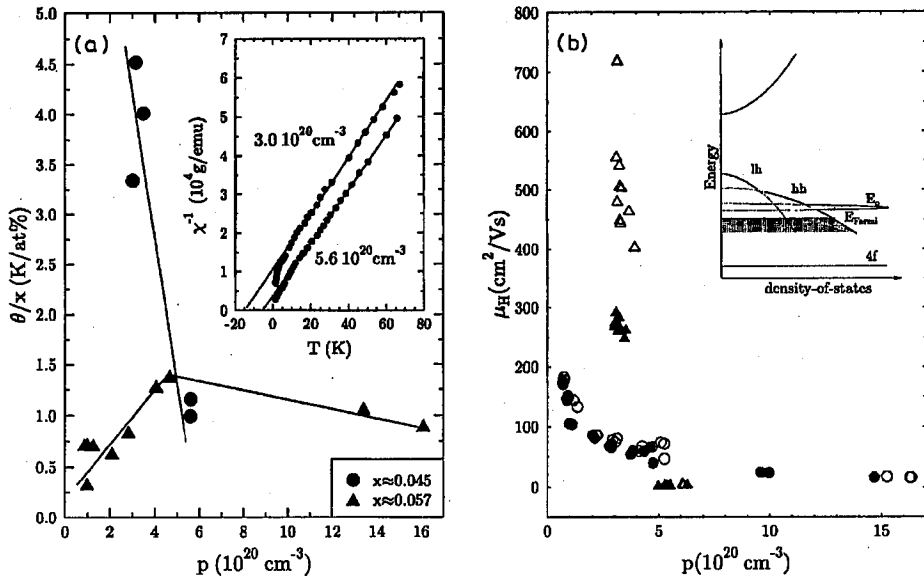 (a)
θ/x (K/at%)
5.0
4.5
4.0
3.5
3.0
2.5
2.0
1.5
1.0
0.5
0.0
0 2 4 6 8 10 12 14 16
p (10²⁰ cm⁻³)
χ⁻¹ (10⁴g/emu)
7
6
5
4
3
2
1
0
-20 0 20 40 60 80
T (K)
3.0 10²⁰cm⁻³
5.6 10²⁰cm⁻³
x≈0.045
x≈0.057
(b)
μH(cm²/Vs)
800
700
600
500
400
300
200
100
0
0 5 10 15
p(10²⁰cm⁻³)
Energy
lh
hh
EFermi
4f
density-of-states